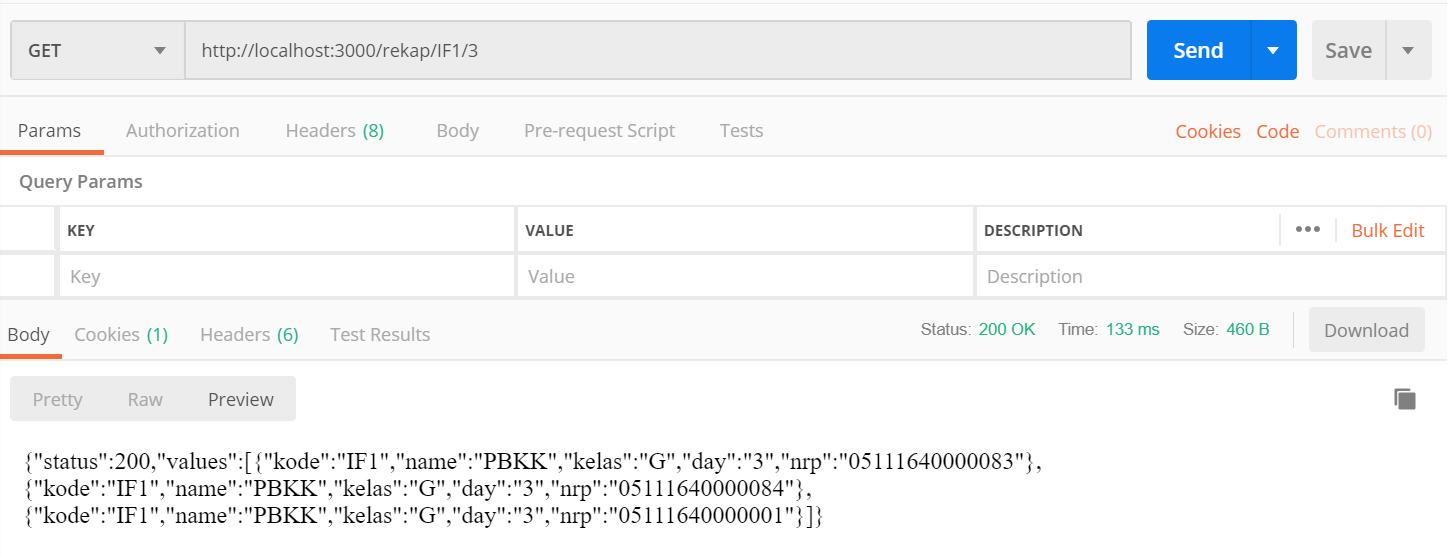 GET http://localhost:3000/rekap/IF1/3 Send Save
Params Authorization Headers (8) Body Pre-request Script Tests Cookies Code Comments (0)
Query Params
KEY VALUE DESCRIPTION ••• Bulk Edit
Key Value Description
Body Cookies (1) Headers (6) Test Results Status: 200 OK Time: 133 ms Size: 460 B Download
Pretty Raw Preview
{"status":200,"values":[{"kode":"IF1","name":"PBKK","kelas":"G","day":"3","nrp":"05111640000083"},
{"kode":"IF1","name":"PBKK","kelas":"G","day":"3","nrp":"05111640000084"},
{"kode":"IF1","name":"PBKK","kelas":"G","day":"3","nrp":"05111640000001"}]}